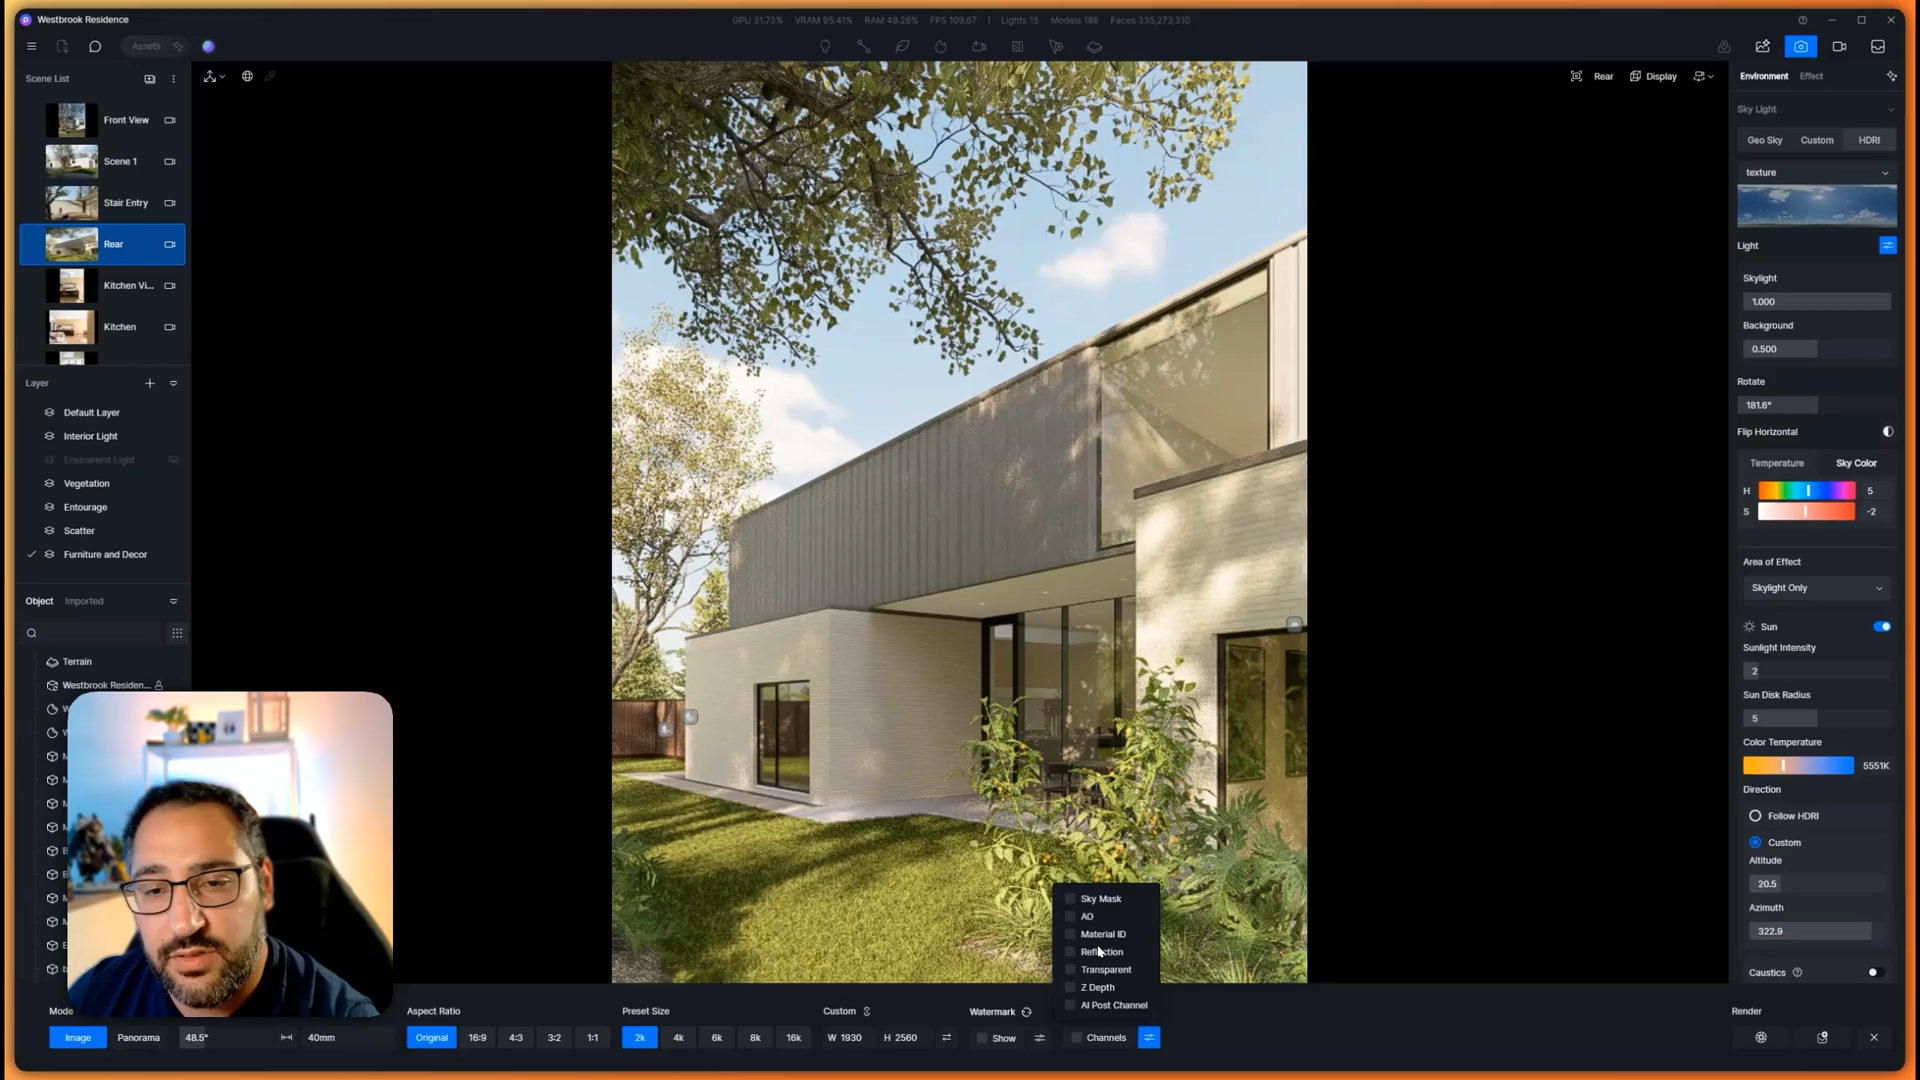 Westbrook Residence
GPU 31.73% VRAM 95.41% RAM 48.26% FPS 109.67 | Lights 15 Models 188 Faces 335,273,310
Assets
Scene List
Front View
Scene 1
Stair Entry
Rear
Kitchen Vi...
Kitchen
Layer
Default Layer
Interior Light
Enviroment Light
Vegetation
Entourage
Scatter
Furniture and Decor
Object Imported
Terrain
Westbrook Residen...
Rear Display
Environment Effect
Sky Light
Geo Sky Custom HDRI
texture
Light
Skylight
1.000
Background
0.500
Rotate
181.6°
Flip Horizontal
Temperature Sky Color
H 5
S -2
Area of Effect
Skylight Only
Sun
Sunlight Intensity
2
Sun Disk Radius
5
Color Temperature
5551K
Direction
Follow HDRI
Custom
Altitude
20.5
Azimuth
322.9
Caustics
Sky Mask
AO
Material ID
Reflection
Transparent
Z Depth
AI Post Channel
Mode
Image Panorama 48.5° 40mm
Aspect Ratio
Original 16:9 4:3 3:2 1:1
Preset Size
2k 4k 6k 8k 16k
Custom
W 1930 H 2560
Watermark
Show
Channels
Render